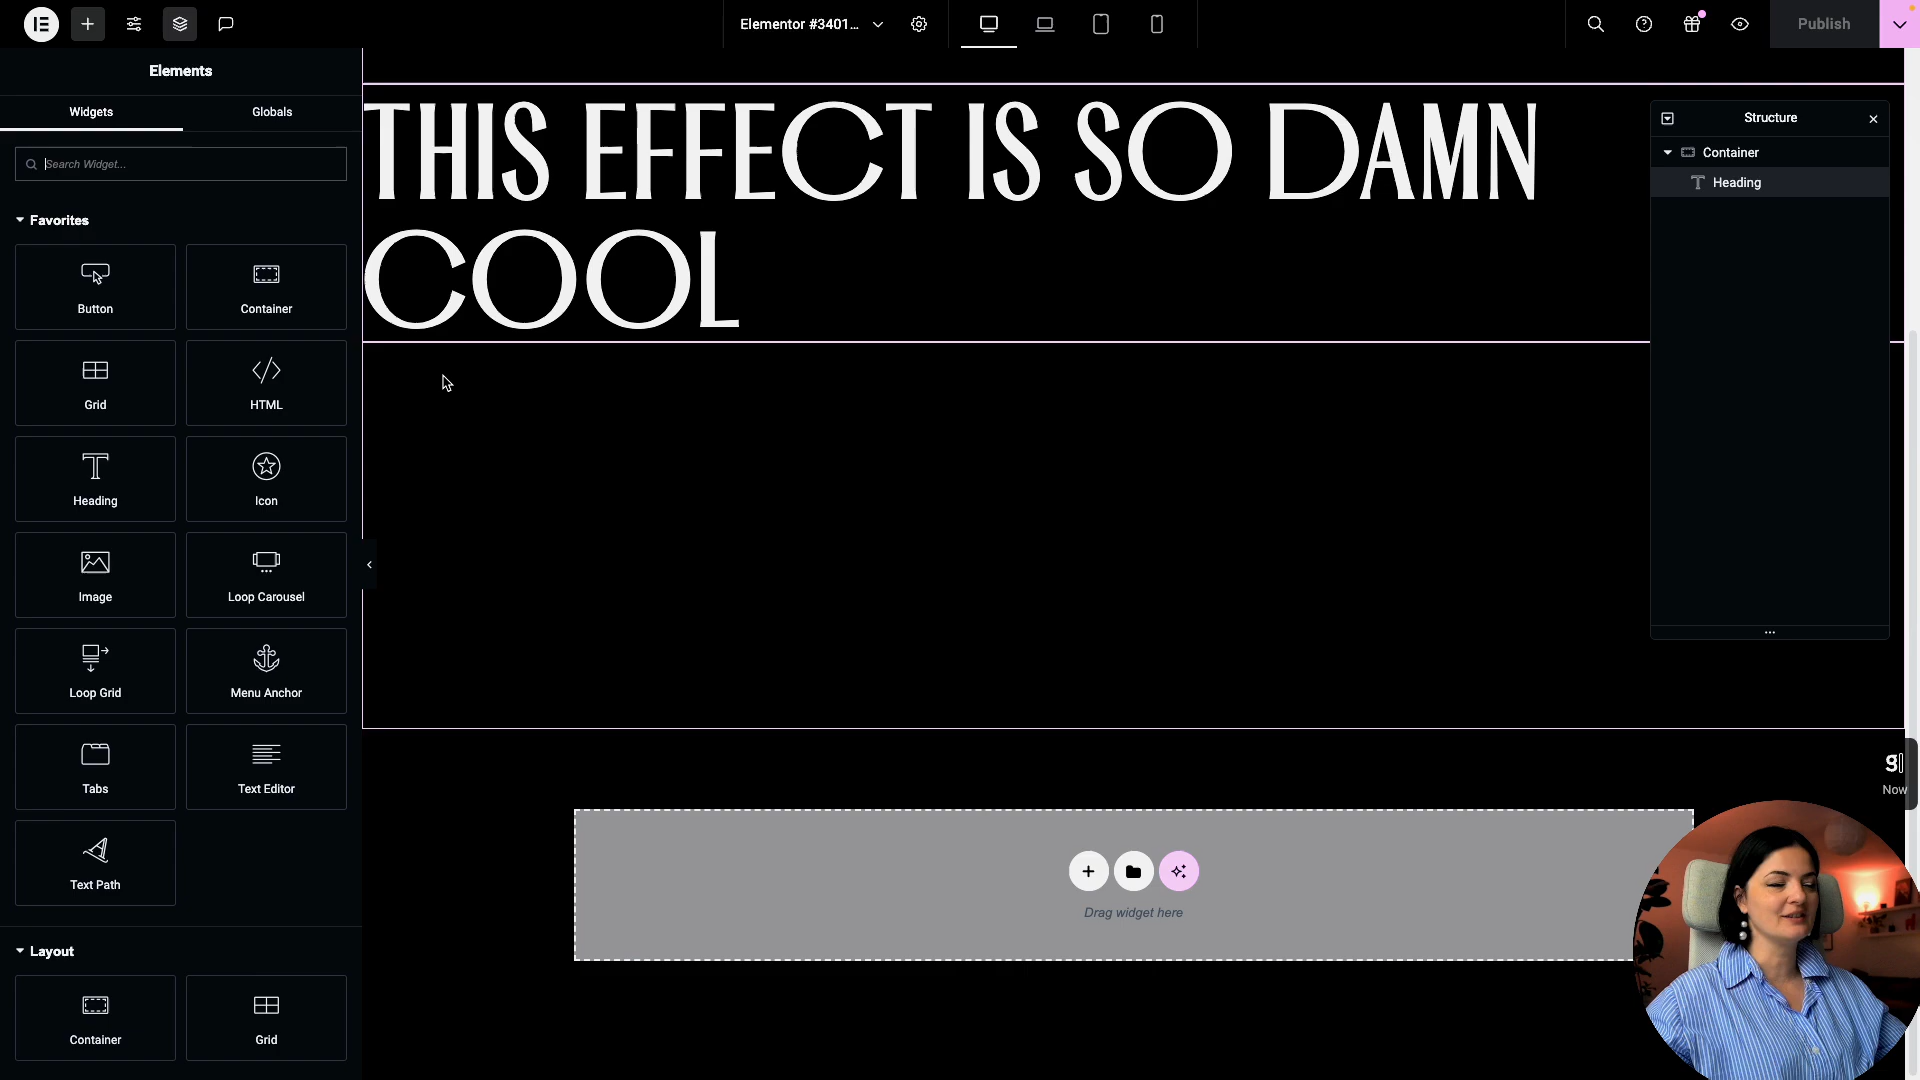 Elementor #3401...
Publish
Elements
Widgets
Globals
Search Widget...
Favorites
Button
Container
Grid
HTML
Heading
Icon
Image
Loop Carousel
Loop Grid
Menu Anchor
Tabs
Text Editor
Text Path
Layout
Container
Grid
THIS EFFECT IS SO DAMN
COOL
Structure
Container
Heading
Drag widget here
Now